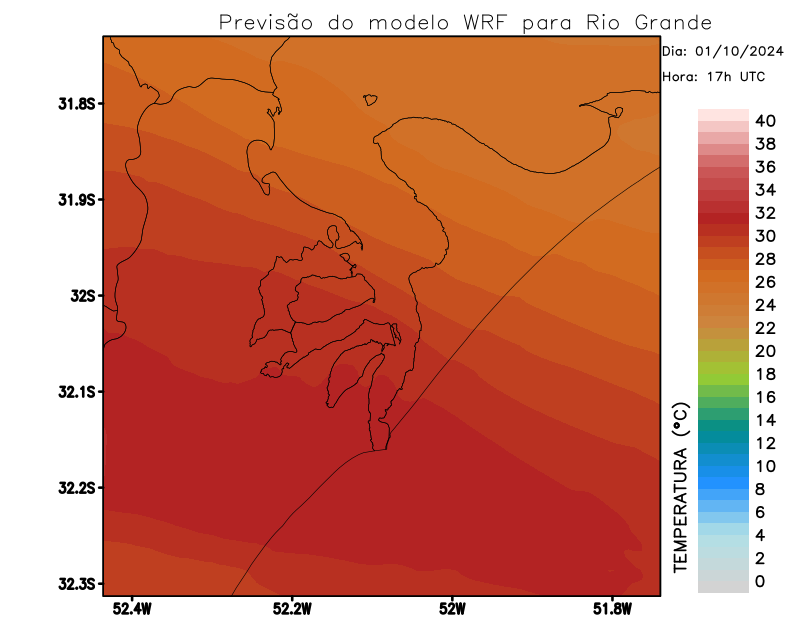 Previsão do modelo WRF para Rio Grande
Dia: 01/10/2024
Hora: 17h UTC
31.8S
31.9S
32S
32.1S
32.2S
32.3S
52.4W
52.2W
52W
51.8W
TEMPERATURA (°C)
40
38
36
34
32
30
28
26
24
22
20
18
16
14
12
10
8
6
4
2
0